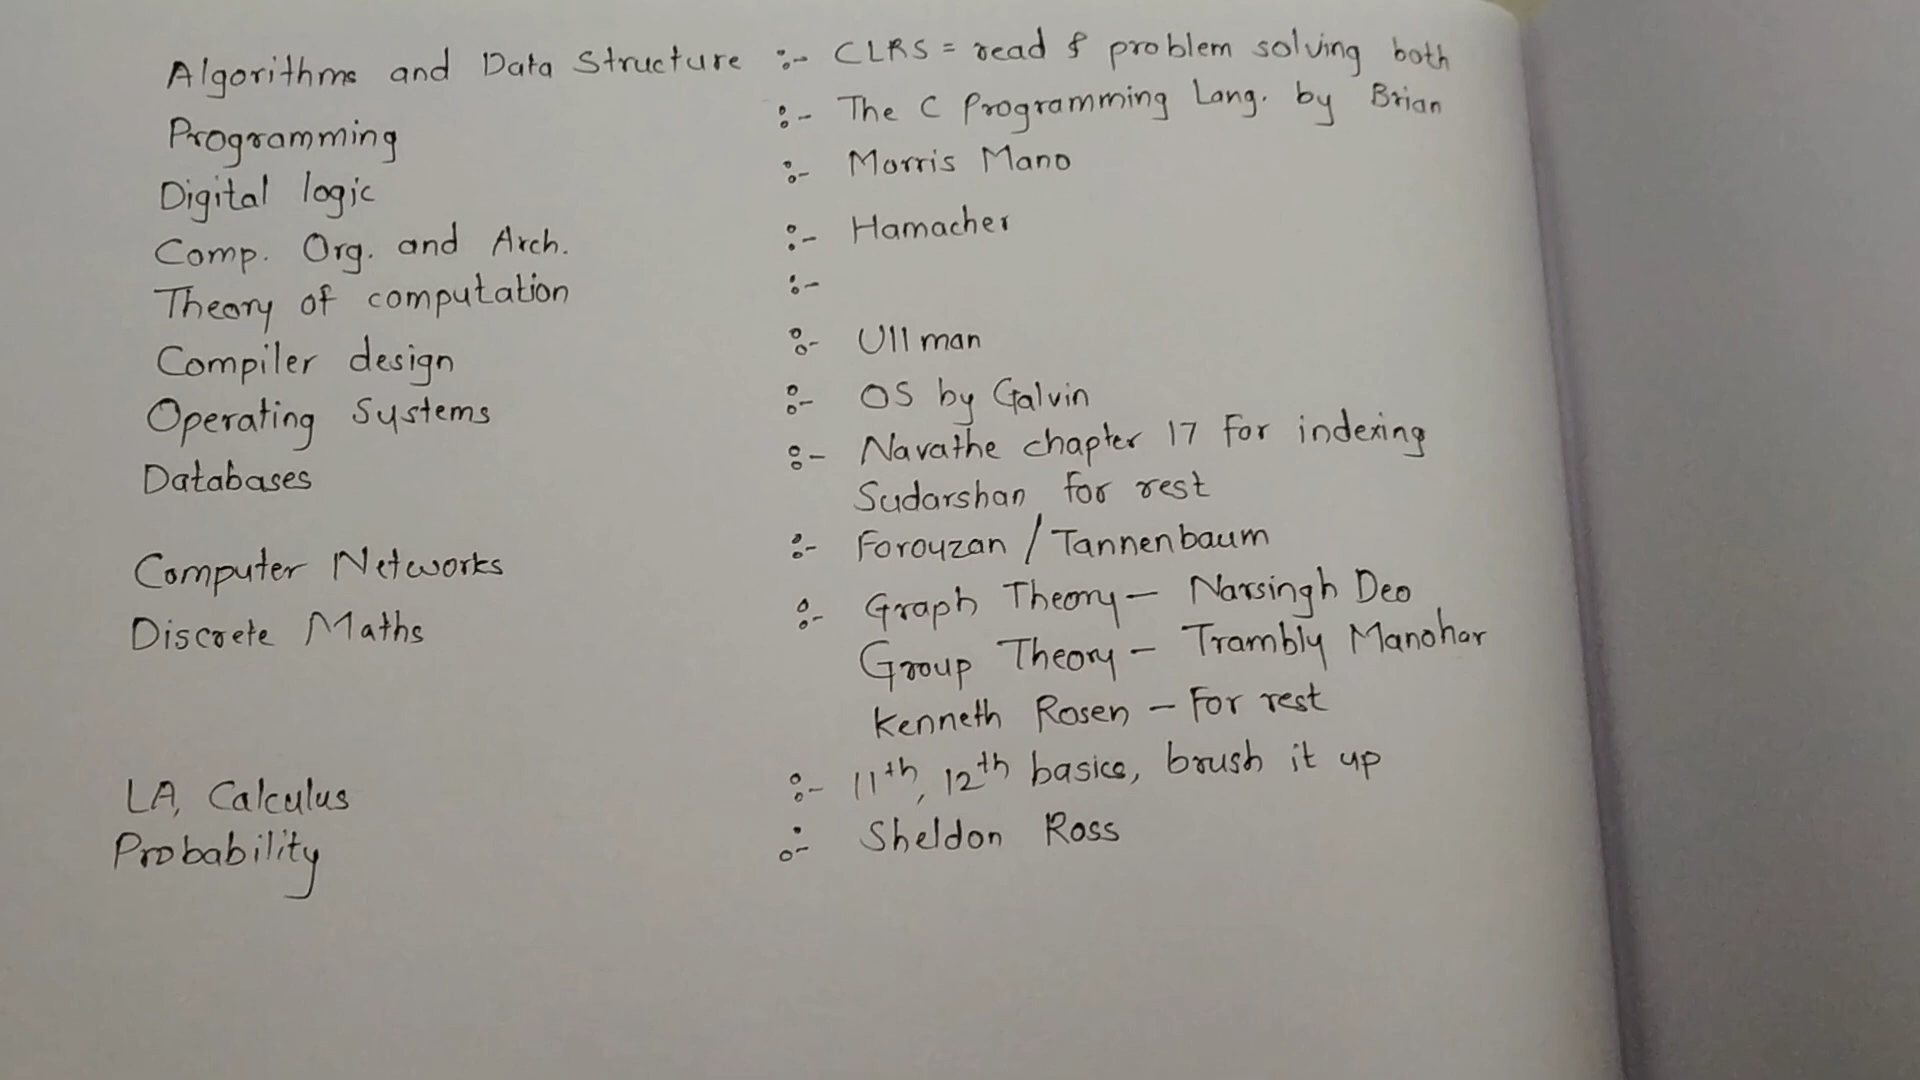 Algorithms and Data Structure :- CLRS = read & problem solving both
Programming :- The C Programming Lang. by Brian
Digital logic :- Morris Mano
Comp. Org. and Arch. :- Hamacher
Theory of computation :-
Compiler design :- Ullman
Operating Systems :- OS by Galvin
Databases :- Navathe chapter 17 For indexing
Sudarshan for rest
Computer Networks :- Forouzan / Tannenbaum
Discrete Maths :- Graph Theory - Narsingh Deo
Group Theory - Trambly Manohar
Kenneth Rosen - For rest
LA, Calculus :- 11th, 12th basics, brush it up
Probability :- Sheldon Ross